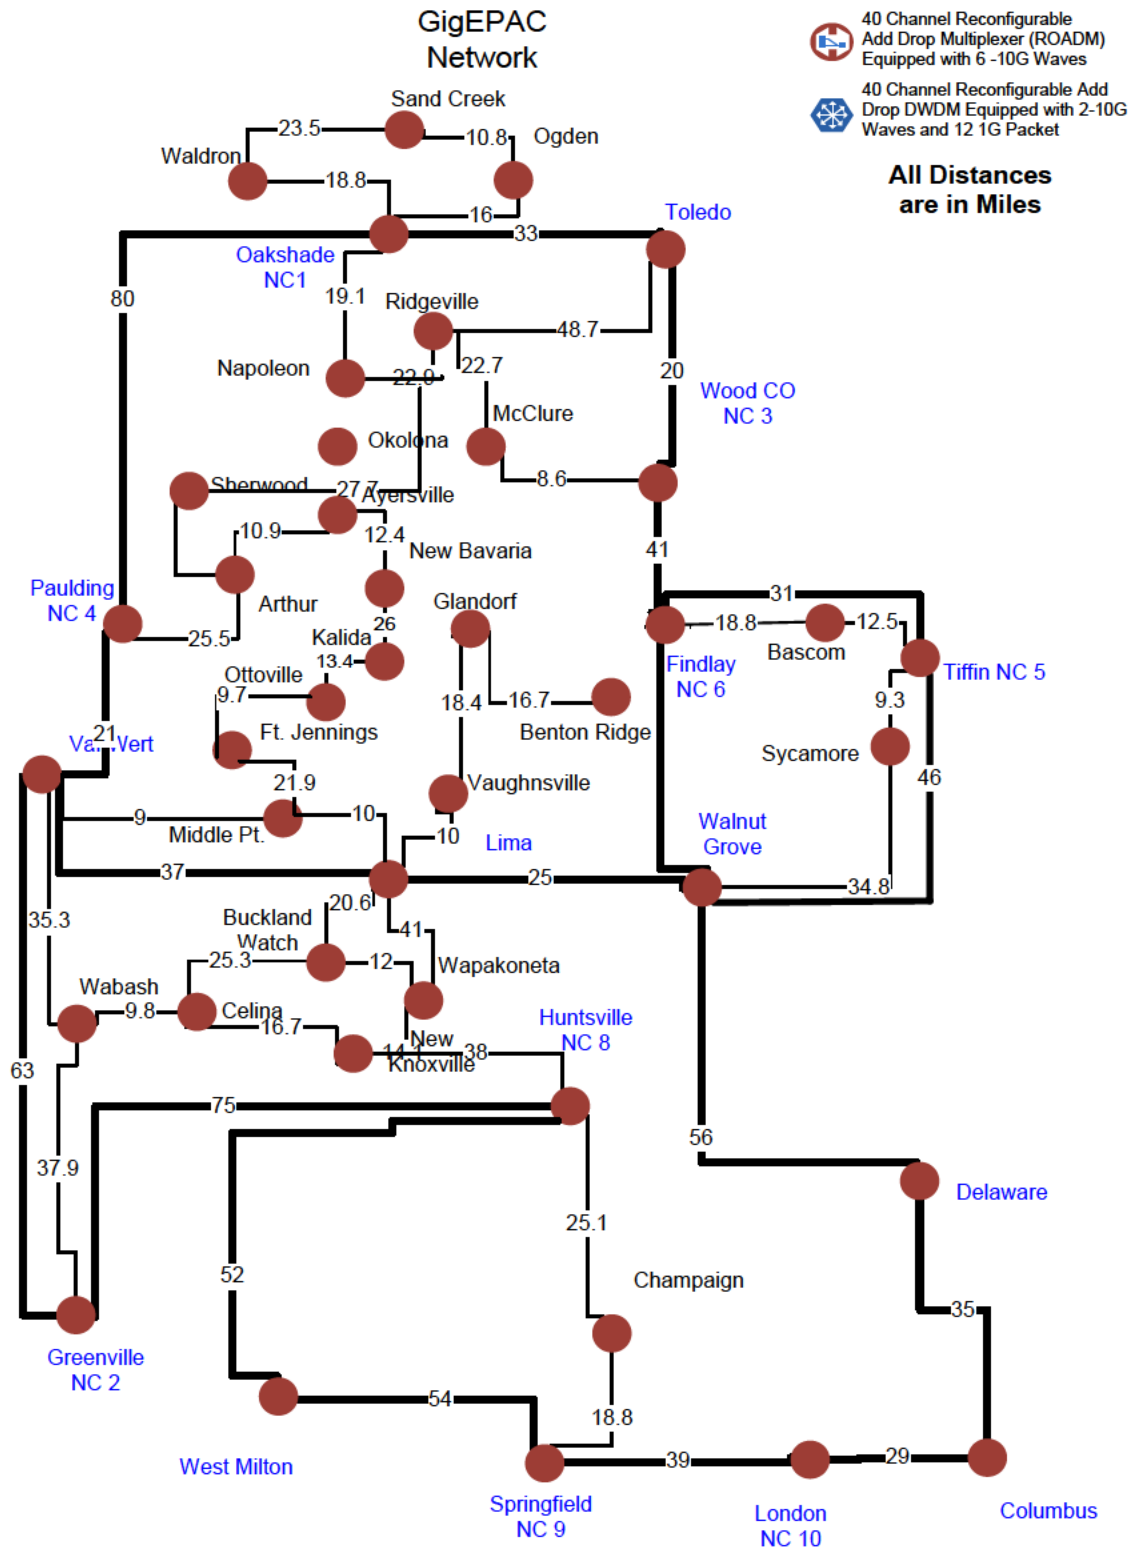 GigEPAC
Network
40 Channel Reconfigurable
Add Drop Multiplexer (ROADM)
Equipped with 6 -10G Waves
40 Channel Reconfigurable Add
Drop DWDM Equipped with 2-10G
Waves and 12 1G Packet
All Distances
are in Miles
Sand Creek
23.5
10.8
Ogden
Waldron
18.8
16
Toledo
33
Oakshade
NC1
80
19.1
Ridgeville
48.7
Napoleon
22.9
22.7
20
Wood CO
NC 3
McClure
Okolona
8.6
Sherwood
27.7
Ayersville
10.9
12.4
41
New Bavaria
Paulding
NC 4
Arthur
Glandorf
31
18.8
12.5
26
25.5
Kalida
Bascom
13.4
Findlay
NC 6
Tiffin NC 5
Ottoville
9.7
18.4
16.7
9.3
Ft. Jennings
Benton Ridge
21
Van Wert
Sycamore
21.9
Vaughnsville
46
9
10
Middle Pt.
10
Lima
Walnut
Grove
37
25
34.8
20.6
35.3
Buckland
Watch
41
25.3
12
Wapakoneta
Wabash
9.8
Celina
16.7
New
Knoxville
14.1
38
Huntsville
NC 8
63
75
56
37.9
Delaware
25.1
52
Champaign
35
Greenville
NC 2
54
18.8
West Milton
39
29
Springfield
NC 9
London
NC 10
Columbus